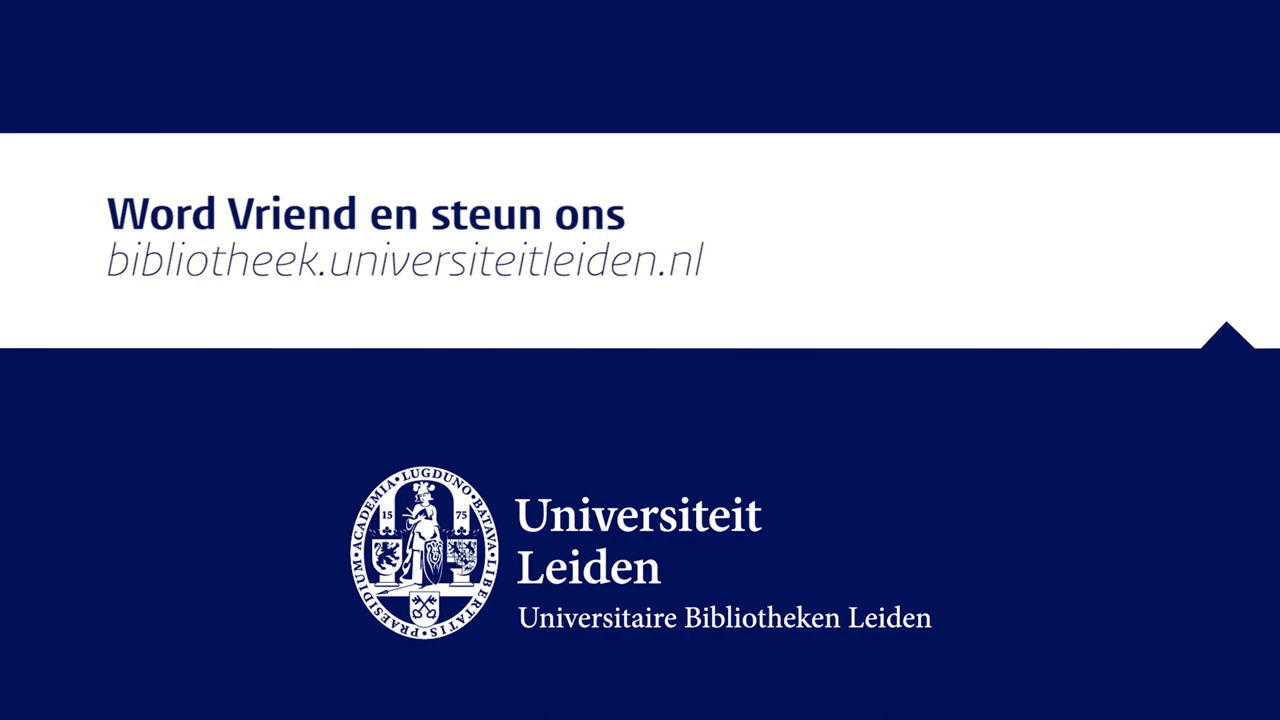 Word Vriend en steun ons
bibliotheek.universiteitleiden.nl
ACADEMIA • LUGDUNO • BATAVA • LIBERTATIS • PRAESIDIUM •
15 75
Universiteit
Leiden
Universitaire Bibliotheken Leiden